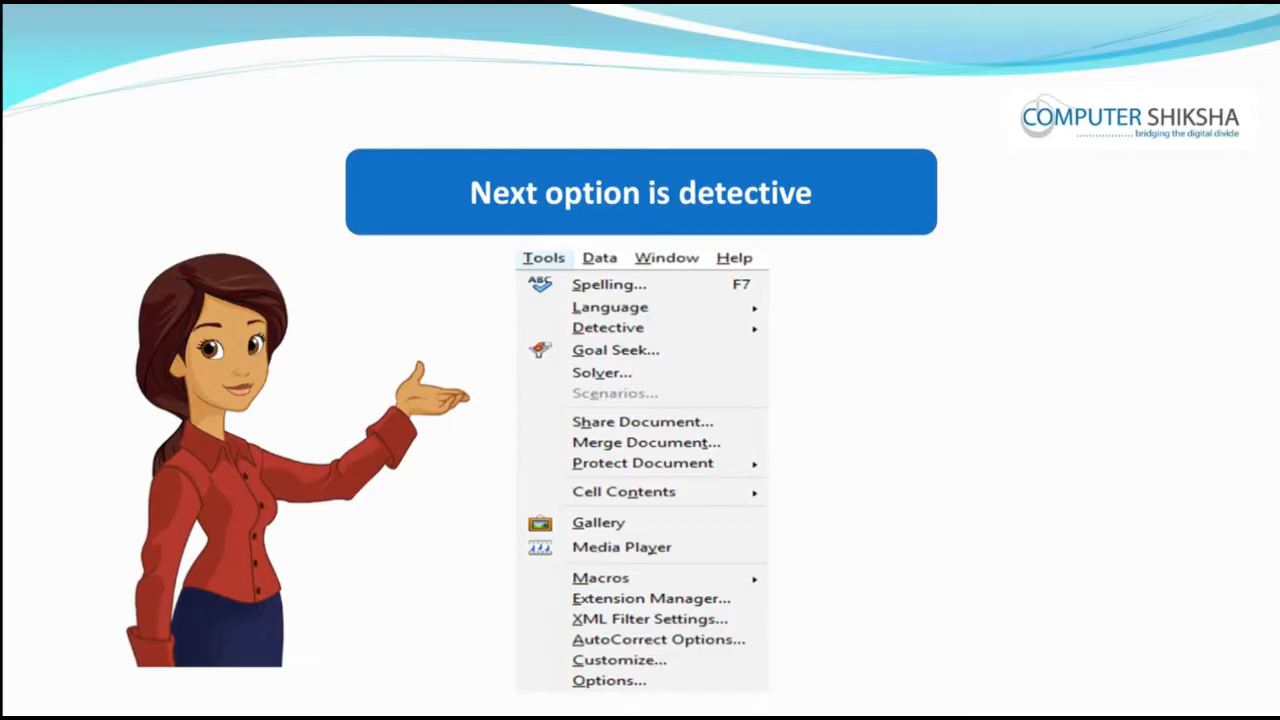 COMPUTER SHIKSHA
bridging the digital divide
Next option is detective
Tools Data Window Help
ABC Spelling... F7
Language
Detective
Goal Seek...
Solver...
Scenarios...
Share Document...
Merge Document...
Protect Document
Cell Contents
Gallery
Media Player
Macros
Extension Manager...
XML Filter Settings...
AutoCorrect Options...
Customize...
Options...